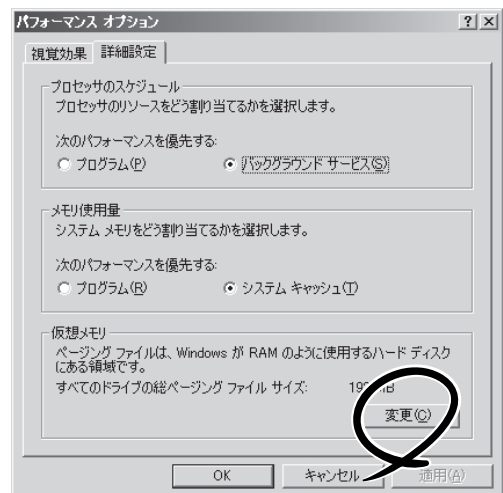 パフォーマンス オプション
視覚効果 詳細設定
プロセッサのスケジュール
プロセッサのリソースをどう割り当てるかを選択します。
次のパフォーマンスを優先する:
プログラム(P) バックグラウンド サービス(S)
メモリ使用量
システム メモリをどう割り当てるかを選択します。
次のパフォーマンスを優先する:
プログラム(R) システム キャッシュ(T)
仮想メモリ
ページング ファイルは、Windows が RAM のように使用するハード ディスク
にある領域です。
すべてのドライブの総ページング ファイル サイズ:
変更(C)
OK キャンセル 適用(A)